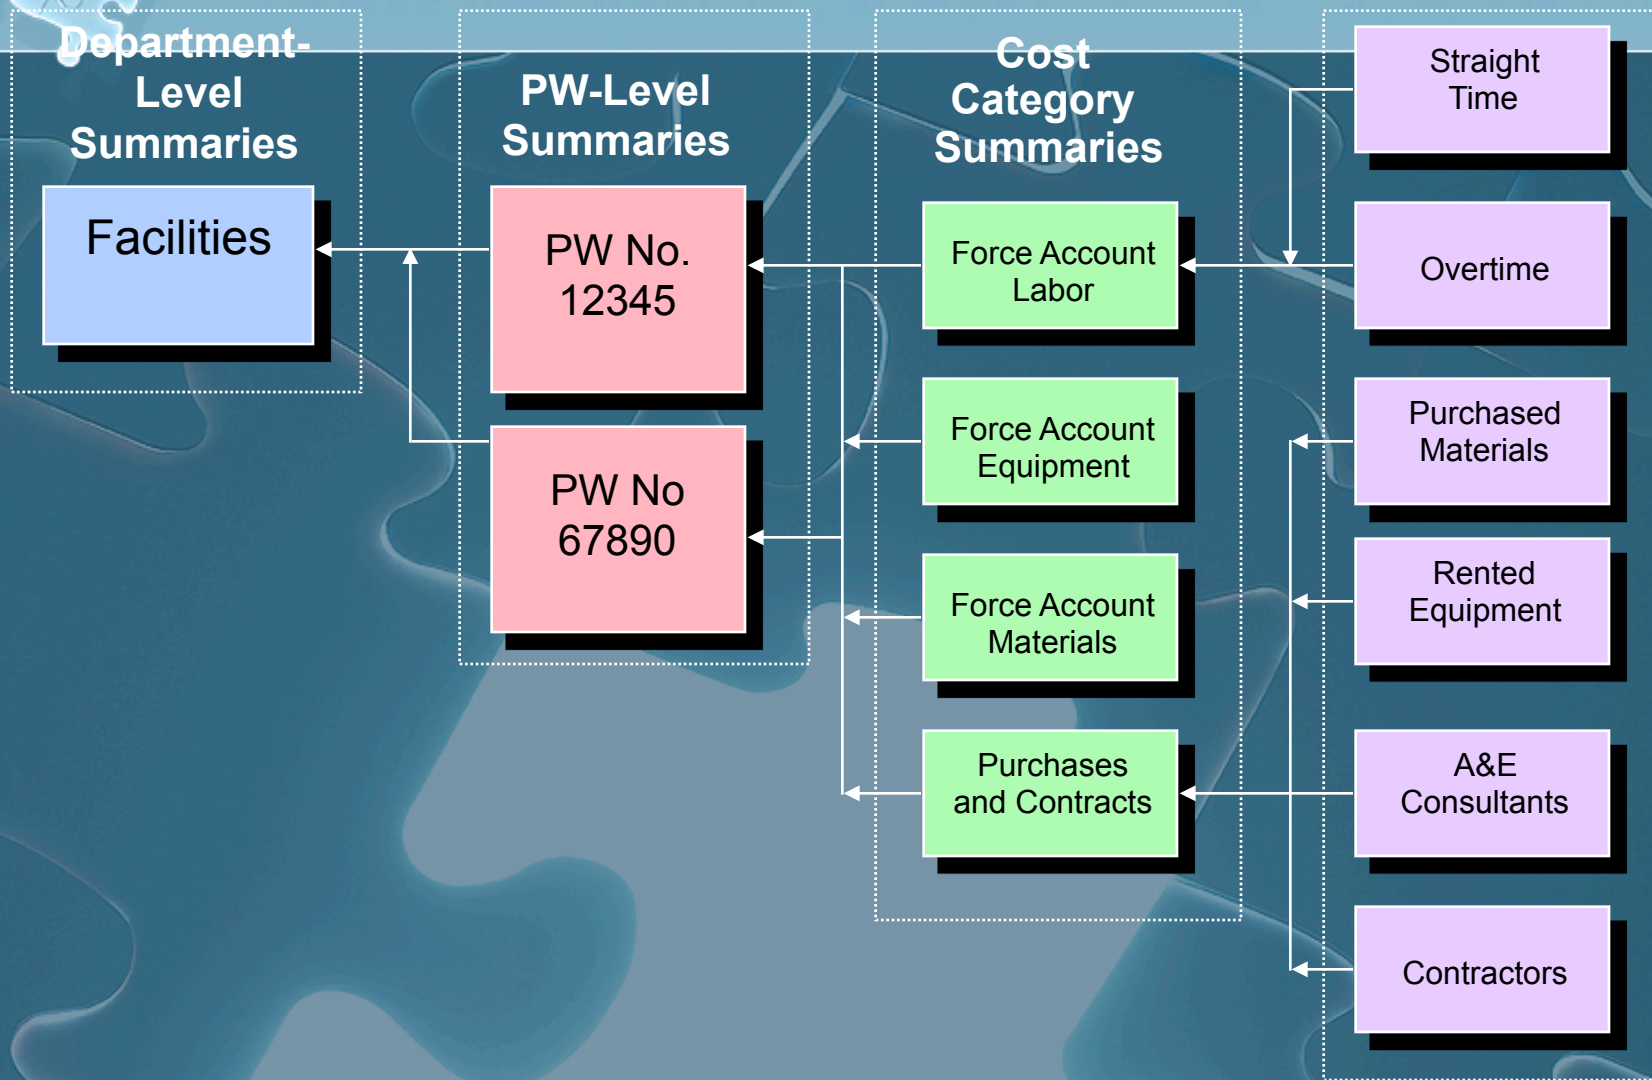 Department-
Level
Summaries
Facilities
PW-Level
Summaries
PW No.
12345
PW No
67890
Cost
Category
Summaries
Force Account
Labor
Force Account
Equipment
Force Account
Materials
Purchases
and Contracts
Straight
Time
Overtime
Purchased
Materials
Rented
Equipment
A&E
Consultants
Contractors